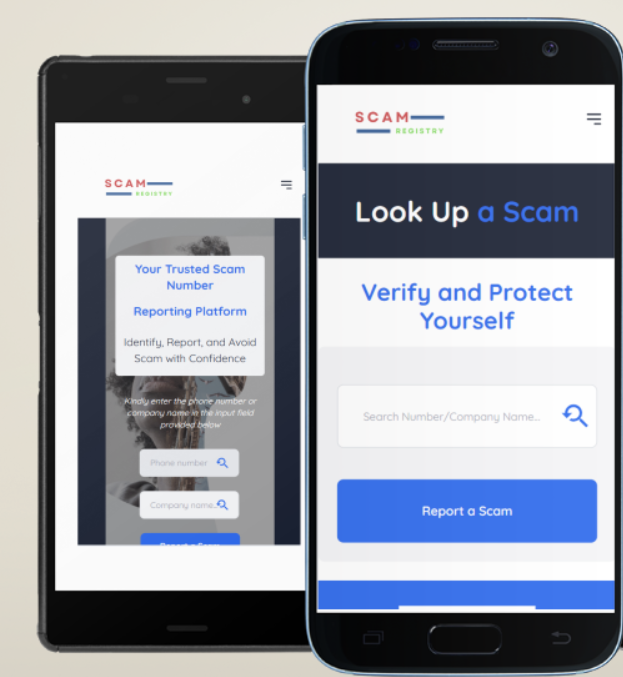 SCAM
REGISTRY
Your Trusted Scam
Number
Reporting Platform
Identify, Report, and Avoid
Scam with Confidence
Kindly enter the phone number or
company name in the input field
provided below
Phone number
Company name..
Report a Scam
SCAM
REGISTRY
Look Up a Scam
Verify and Protect
Yourself
Search Number/Company Name...
Report a Scam